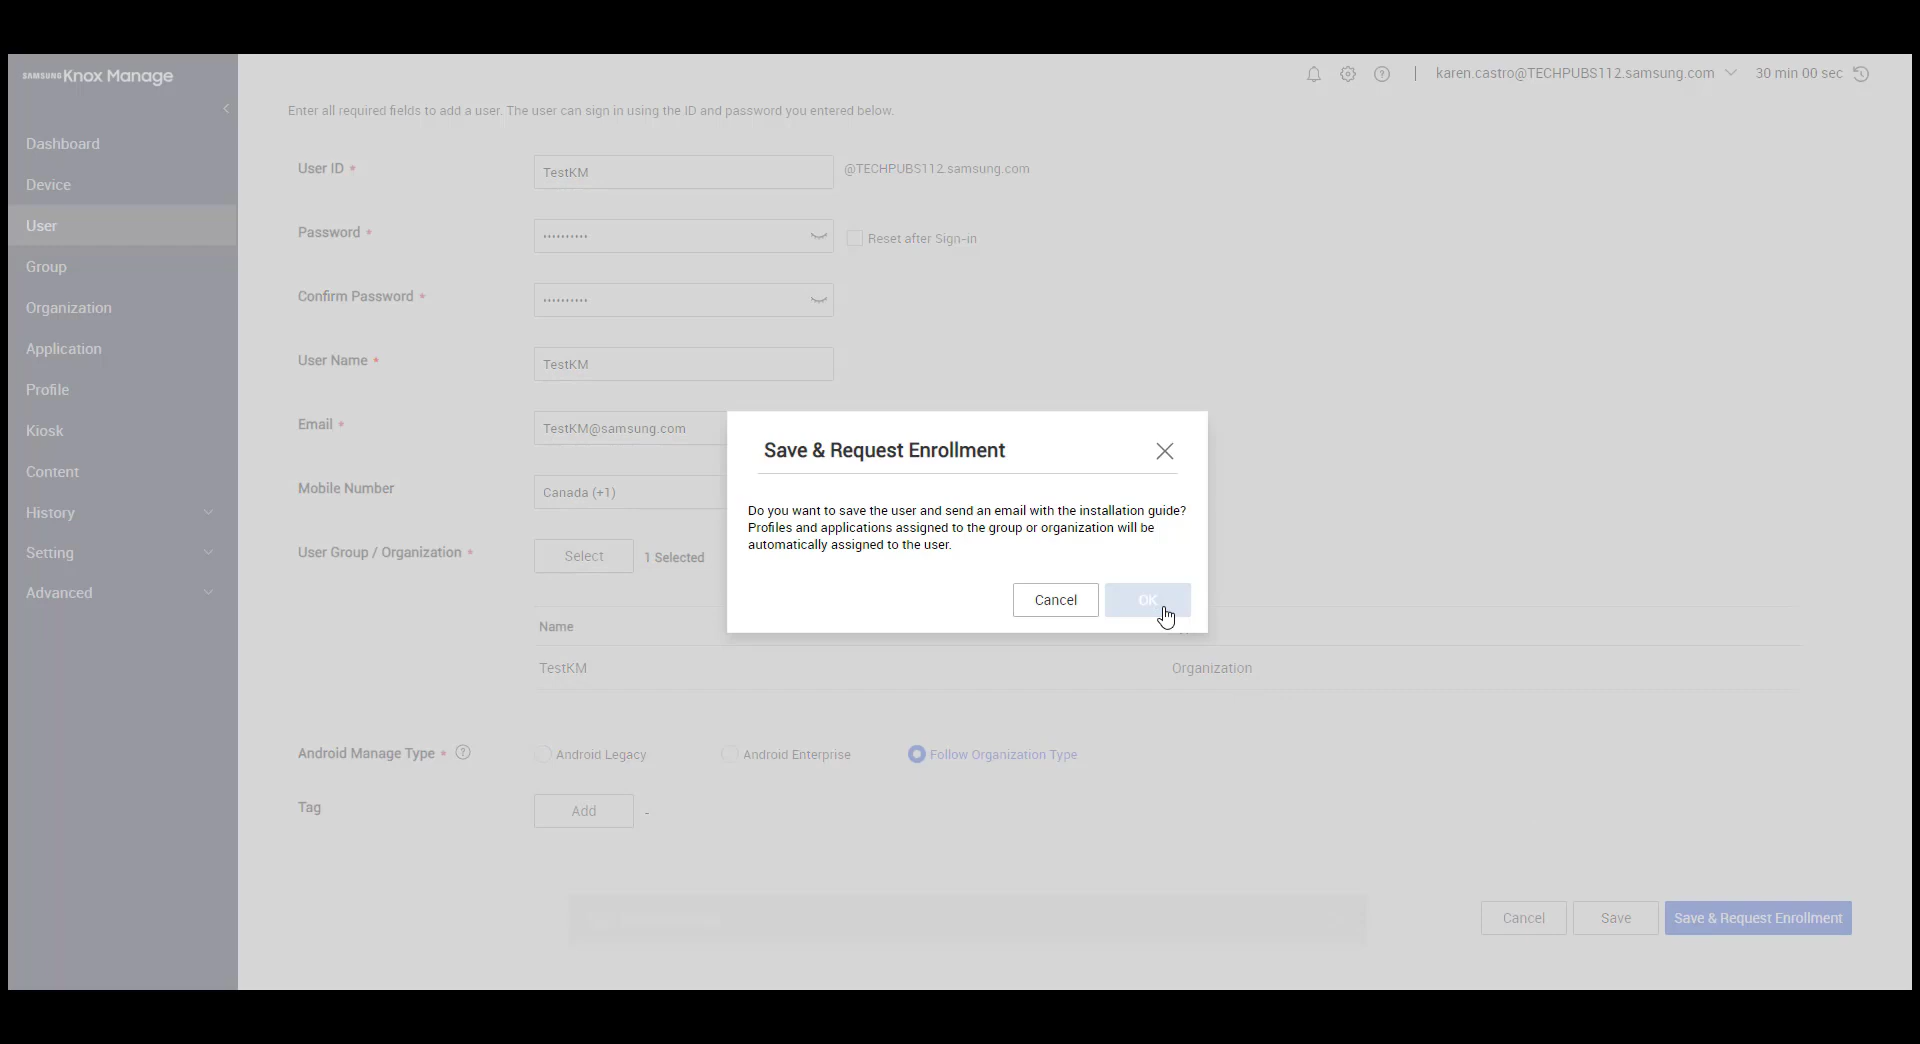 SAMSUNG Knox Manage
karen.castro@TECHPUBS112.samsung.com
30 min 00 sec
Dashboard
Device
User
Group
Organization
Application
Profile
Kiosk
Content
History
Setting
Advanced
Enter all required fields to add a user. The user can sign in using the ID and password you entered below.
User ID *
TestKM
@TECHPUBS112.samsung.com
Password *
Reset after Sign-in
Confirm Password *
User Name *
TestKM
Email *
TestKM@samsung.com
Mobile Number
Canada (+1)
User Group / Organization *
Select
1 Selected
Name
TestKM
Organization
Android Manage Type *
Android Legacy
Android Enterprise
Follow Organization Type
Tag
Add
-
Cancel
Save
Save & Request Enrollment
Save & Request Enrollment
Do you want to save the user and send an email with the installation guide?
Profiles and applications assigned to the group or organization will be
automatically assigned to the user.
Cancel
OK